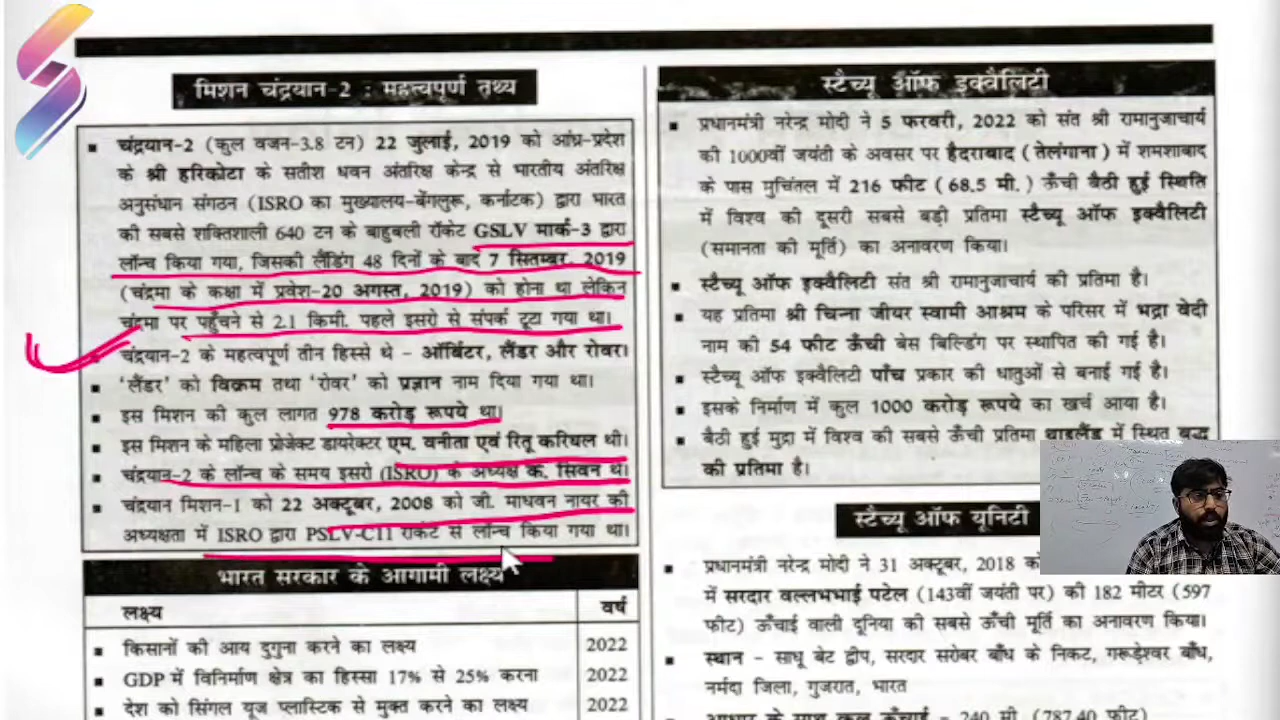 मिशन चंद्रयान-2 : महत्त्वपूर्ण तथ्य
▪ चंद्रयान-2 (कुल वजन-3.8 टन) 22 जुलाई, 2019 को आंध्र-प्रदेश
के श्री हरिकोटा के सतीश धवन अंतरिक्ष केन्द्र से भारतीय अंतरिक्ष
अनुसंधान संगठन (ISRO का मुख्यालय-बेंगलुरू, कर्नाटक) द्वारा भारत
की सबसे शक्तिशाली 640 टन के बाहुबली रॉकेट GSLV मार्क-3 द्वारा
लॉन्च किया गया, जिसकी लैंडिंग 48 दिनों के बाद 7 सितम्बर, 2019
(चंद्रमा के कक्षा में प्रवेश-20 अगस्त, 2019) को होना था लेकिन
चंद्रमा पर पहुँचने से 2.1 किमी. पहले इसरो से संपर्क टूटा गया था।
चंद्रयान-2 के महत्वपूर्ण तीन हिस्से थे - ऑर्बिटर, लैंडर और रोवर।
▪ 'लैंडर' को विक्रम तथा 'रोवर' को प्रज्ञान नाम दिया गया था।
▪ इस मिशन की कुल लागत 978 करोड़ रूपये था।
▪ इस मिशन के महिला प्रोजेक्ट डायरेक्टर एम. वनीता एवं रितू करिधल थी।
▪ चंद्रयान-2 के लॉन्च के समय इसरो (ISRO) के अध्यक्ष के. सिवन थे।
▪ चंद्रयान मिशन-1 को 22 अक्टूबर, 2008 को जी. माधवन नायर की
अध्यक्षता में ISRO द्वारा PSLV-C11 रॉकेट से लॉन्च किया गया था।
भारत सरकार के आगामी लक्ष्य
लक्ष्य वर्ष
▪ किसानों की आय दुगुना करने का लक्ष्य 2022
▪ GDP में विनिर्माण क्षेत्र का हिस्सा 17% से 25% करना 2022
▪ देश को सिंगल यूज प्लास्टिक से मुक्त करने का लक्ष्य 2022
स्टैच्यू ऑफ इक्वैलिटी
▪ प्रधानमंत्री नरेन्द्र मोदी ने 5 फरवरी, 2022 को संत श्री रामानुजाचार्य
की 1000वीं जयंती के अवसर पर हैदराबाद (तेलंगाना) में शमशाबाद
के पास मुचिंतल में 216 फीट (68.5 मी.) ऊँची बैठी हुई स्थिति
में विश्व की दूसरी सबसे बड़ी प्रतिमा स्टैच्यू ऑफ इक्वैलिटी
(समानता की मूर्ति) का अनावरण किया।
▪ स्टैच्यू ऑफ इक्वैलिटी संत श्री रामानुजाचार्य की प्रतिमा है।
▪ यह प्रतिमा श्री चिन्ना जीयर स्वामी आश्रम के परिसर में भद्रा वेदी
नाम की 54 फीट ऊँची बेस बिल्डिंग पर स्थापित की गई है।
▪ स्टैच्यू ऑफ इक्वैलिटी पाँच प्रकार की धातुओं से बनाई गई है।
▪ इसके निर्माण में कुल 1000 करोड़ रूपये का खर्च आया है।
▪ बैठी हुई मुद्रा में विश्व की सबसे ऊँची प्रतिमा थाइलैंड में स्थित बुद्ध
की प्रतिमा है।
स्टैच्यू ऑफ यूनिटी
▪ प्रधानमंत्री नरेन्द्र मोदी ने 31 अक्टूबर, 2018 को
में सरदार वल्लभभाई पटेल (143वीं जयंती पर) की 182 मीटर (597
फीट) ऊँचाई वाली दूनिया की सबसे ऊँची मूर्ति का अनावरण किया।
▪ स्थान - साधू बेट द्वीप, सरदार सरोबर बाँध के निकट, गरूड़ेश्वर बाँध,
नर्मदा जिला, गुजरात, भारत
▪ आधार के साथ कुल ऊँचाई - 240 मी. (787.40 फीट)